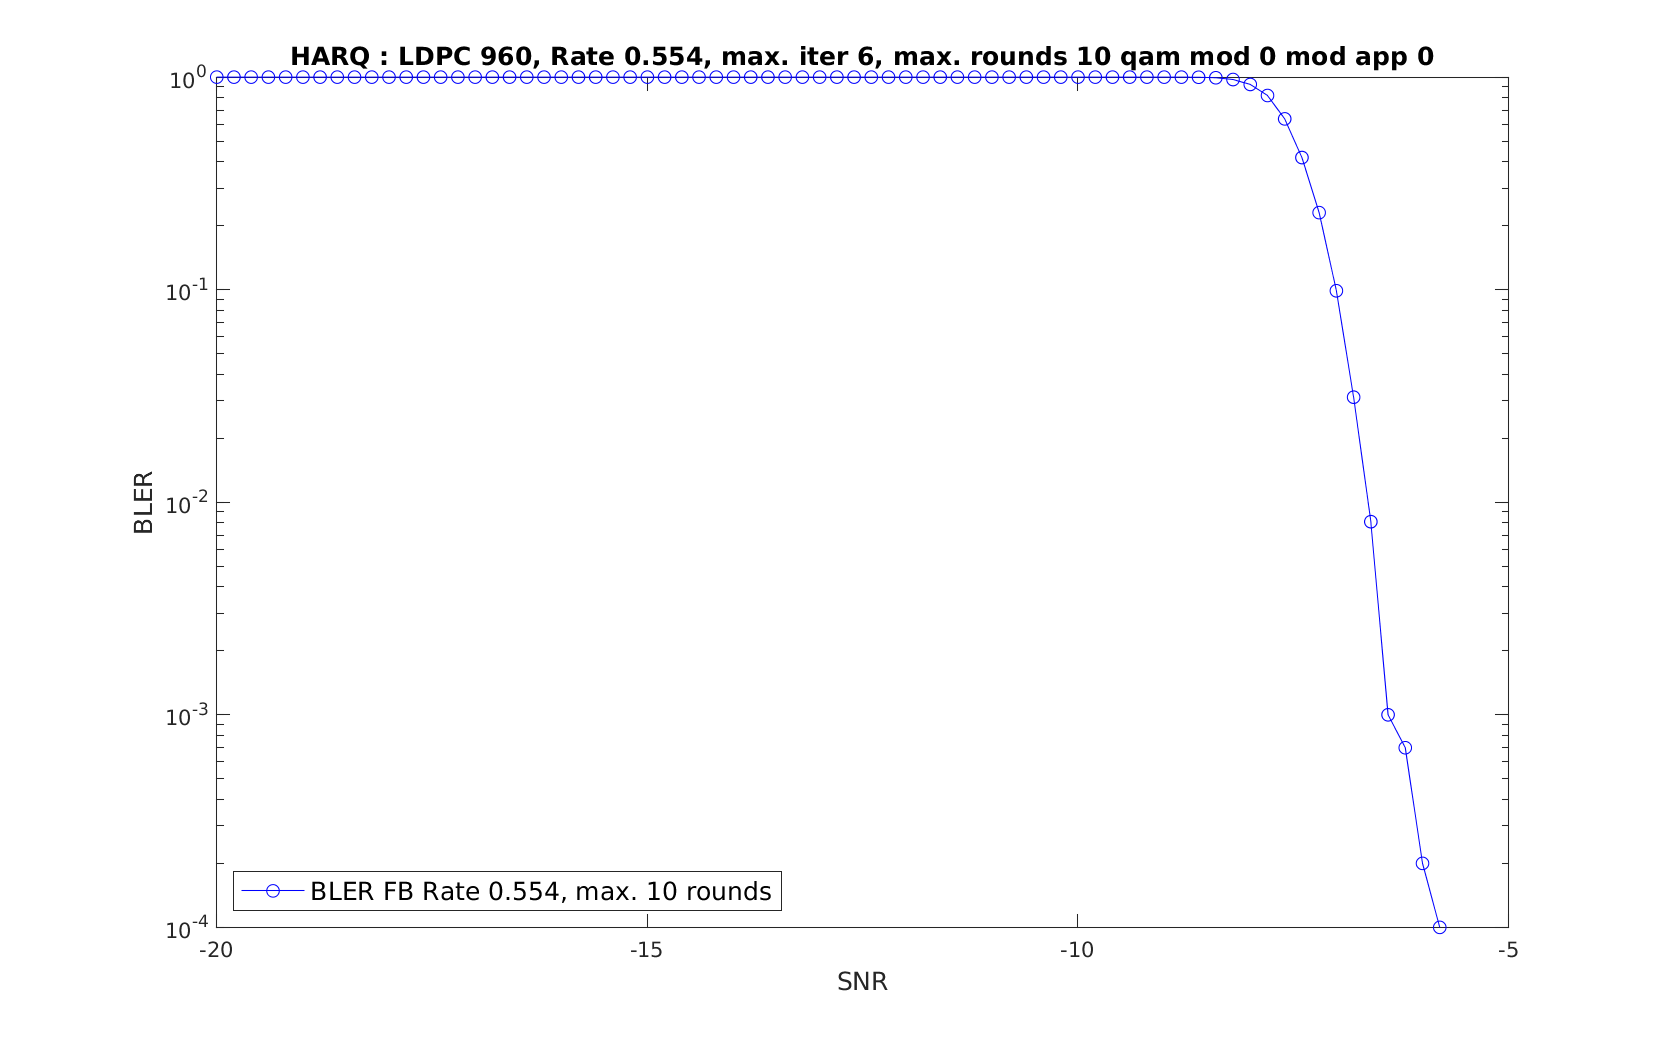 HARQ : LDPC 960, Rate 0.554, max. iter 6, max. rounds 10 qam mod 0 mod app 0
10^0
10^-1
10^-2
10^-3
10^-4
BLER
BLER FB Rate 0.554, max. 10 rounds
-20 -15 -10 -5
SNR